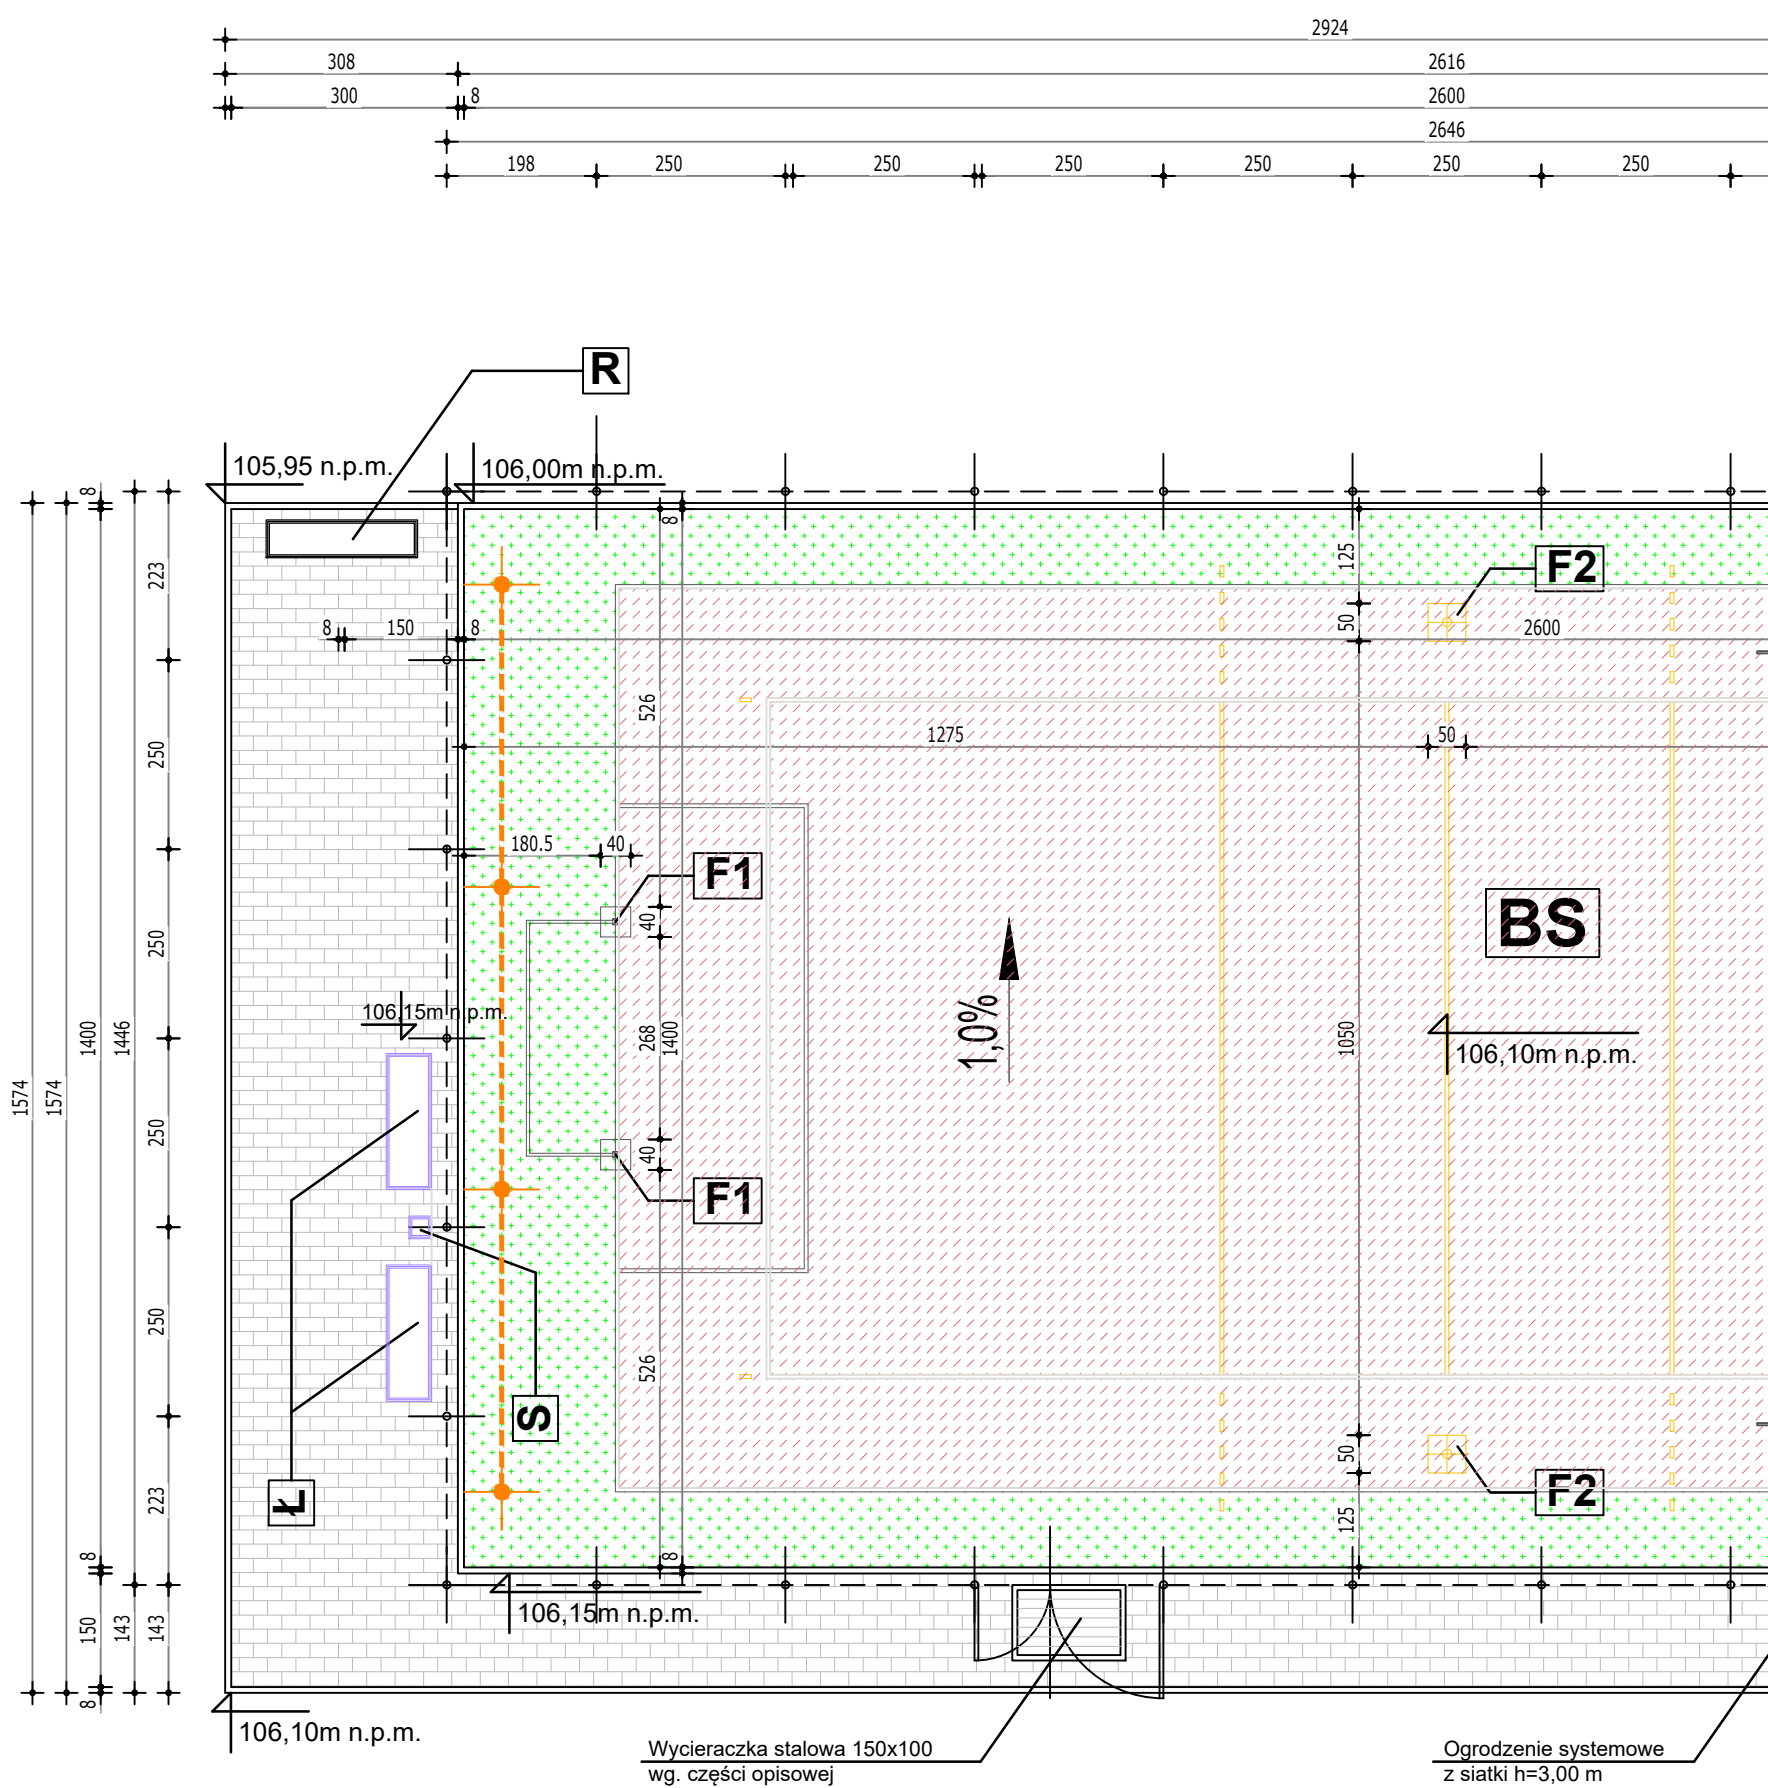 2924
308
2616
300
8
2600
2646
198
250
250
250
250
250
250
R
105,95 n.p.m.
106,00m n.p.m.
8
8
223
125
F2
50
2600
8
150
8
526
250
1275
50
180.5
40
F1
40
BS
250
106,15m n.p.m.
1,0%
1400
1446
268
1400
1050
106,10m n.p.m.
1574
1574
250
40
F1
250
526
S
50
F2
Ł
223
125
8
8
150
143
143
106,15m n.p.m.
8
106,10m n.p.m.
Wycieraczka stalowa 150x100
wg. części opisowej
Ogrodzenie systemowe
z siatki h=3,00 m